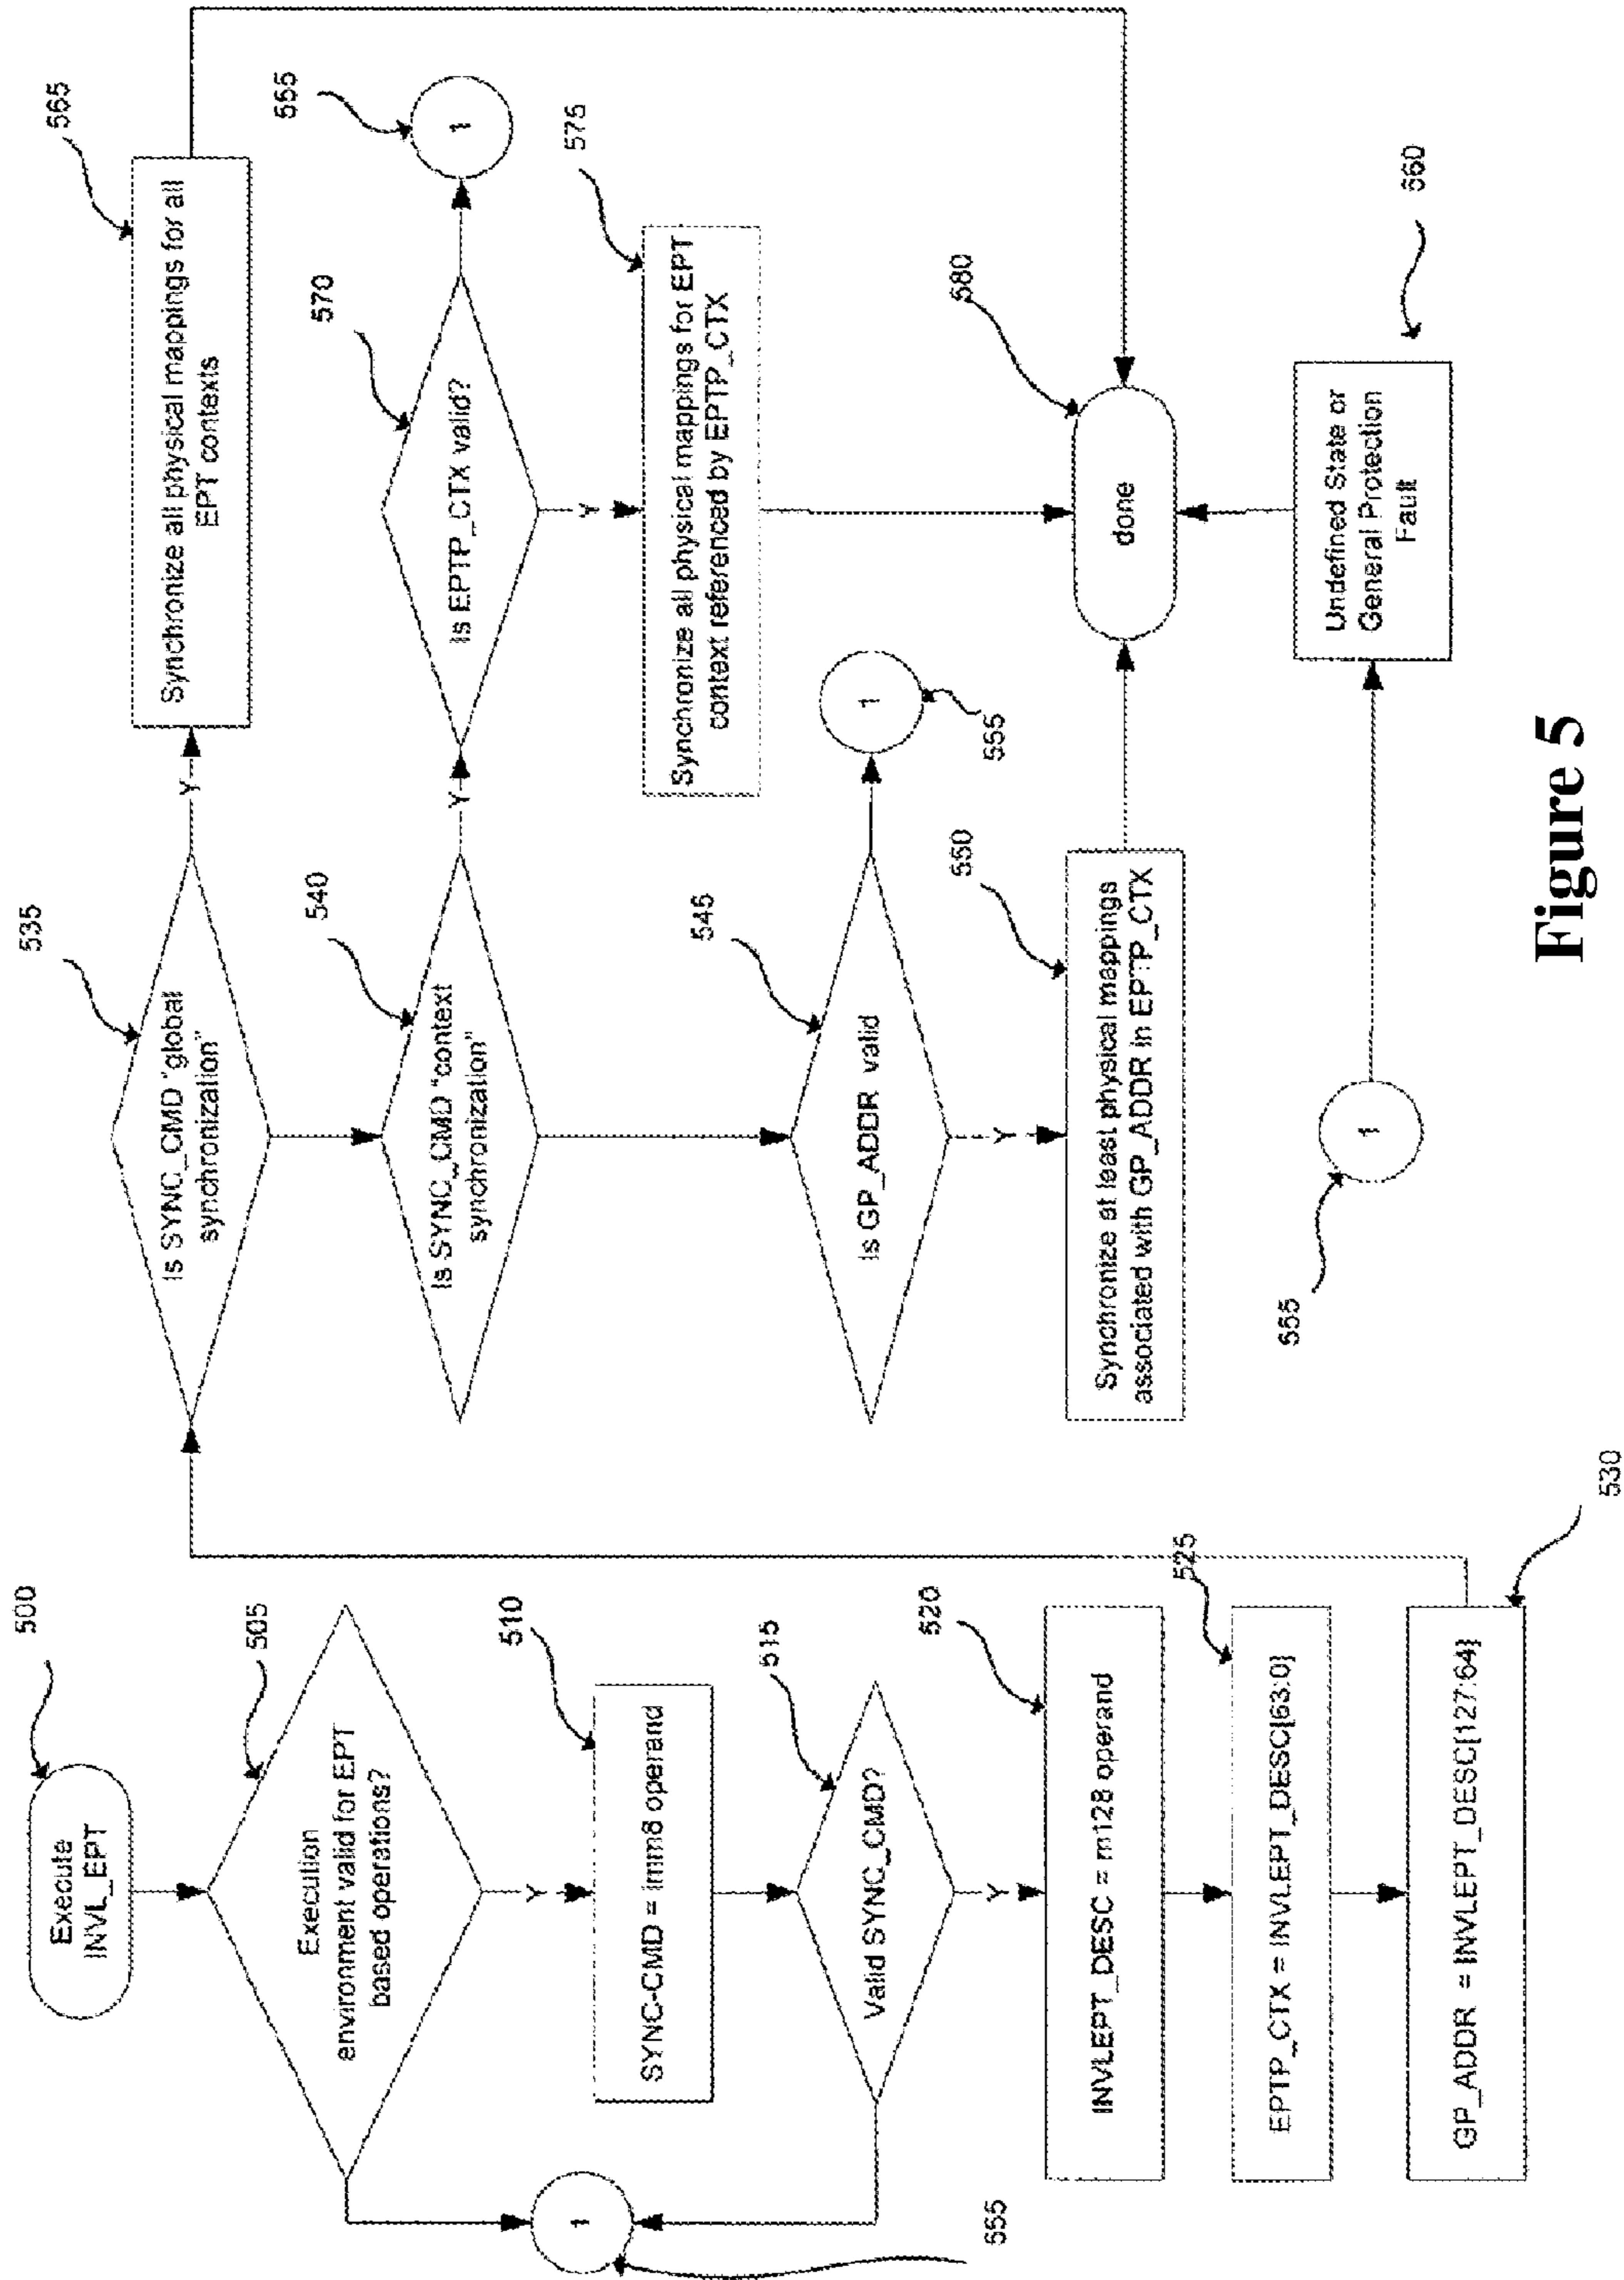 500
Execute
INVL_EPT
505
Execution
environment valid for EPT
based operations?
Y
510
SYNC-CMD = imm8 operand
515
Valid SYNC_CMD?
Y
520
INVLEPT_DESC = m128 operand
525
EPTP_CTX = INVLEPT_DESC[63:0]
GP_ADDR = INVLEPT_DESC[127:64]
530
1
555
535
Is SYNC_CMD "global
synchronization"
Y
565
Synchronize all physical mappings for all
EPT contexts
540
Is SYNC_CMD "context
synchronization"
Y
570
Is EPTP_CTX valid?
1
555
Y
575
Synchronize all physical mappings for EPT
context referenced by EPTP_CTX
545
Is GP_ADDR valid
1
555
Y
550
Synchronize at least physical mappings
associated with GP_ADDR in EPTP_CTX
580
done
555
1
Undefined State or
General Protection
Fault
560
Figure 5